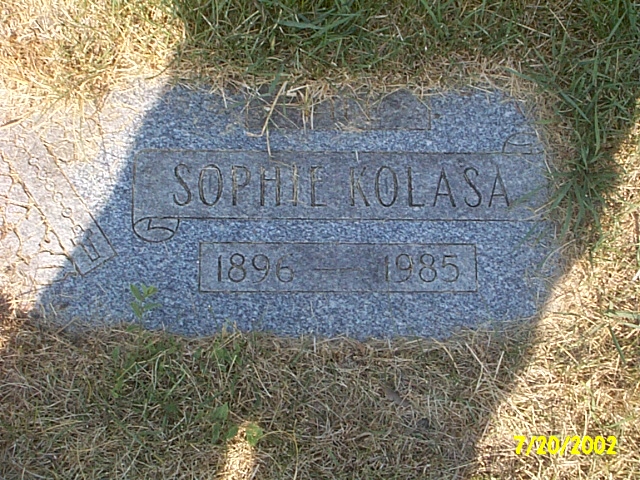 SOPHIE KOLASA
1896 — 1985
7/20/2002